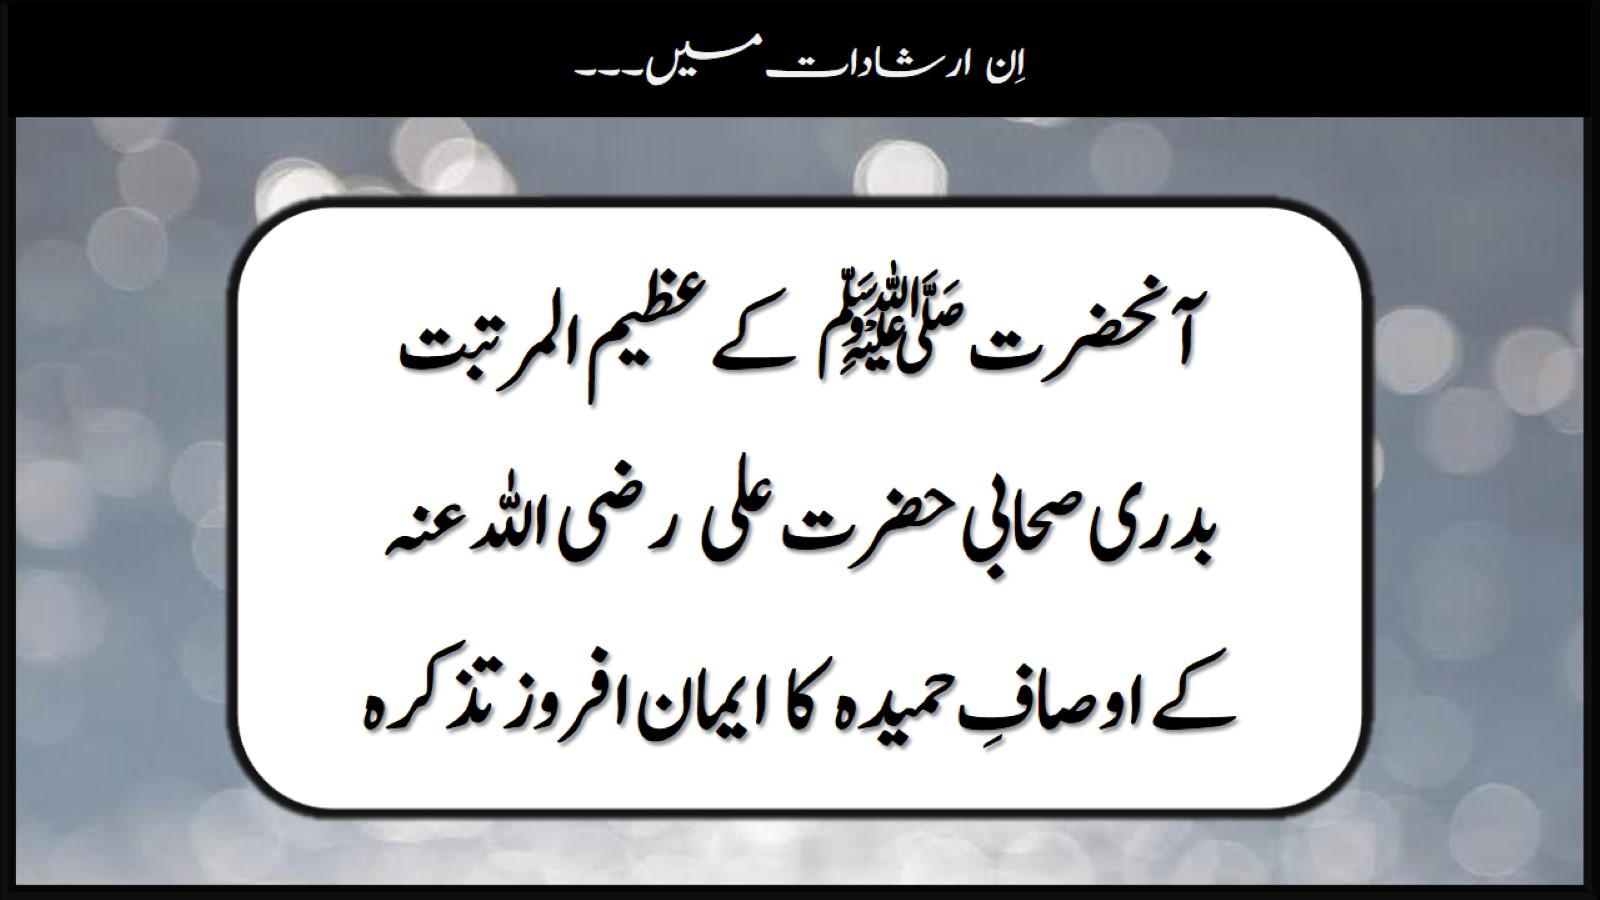 اِن ارشادات میں۔۔۔
آنحضرت ﷺ کے عظیم المرتبت
بدری صحابی حضرت علی رضی اللہ عنہ
کے اوصافِ حمیدہ کا ایمان افروز تذکرہ